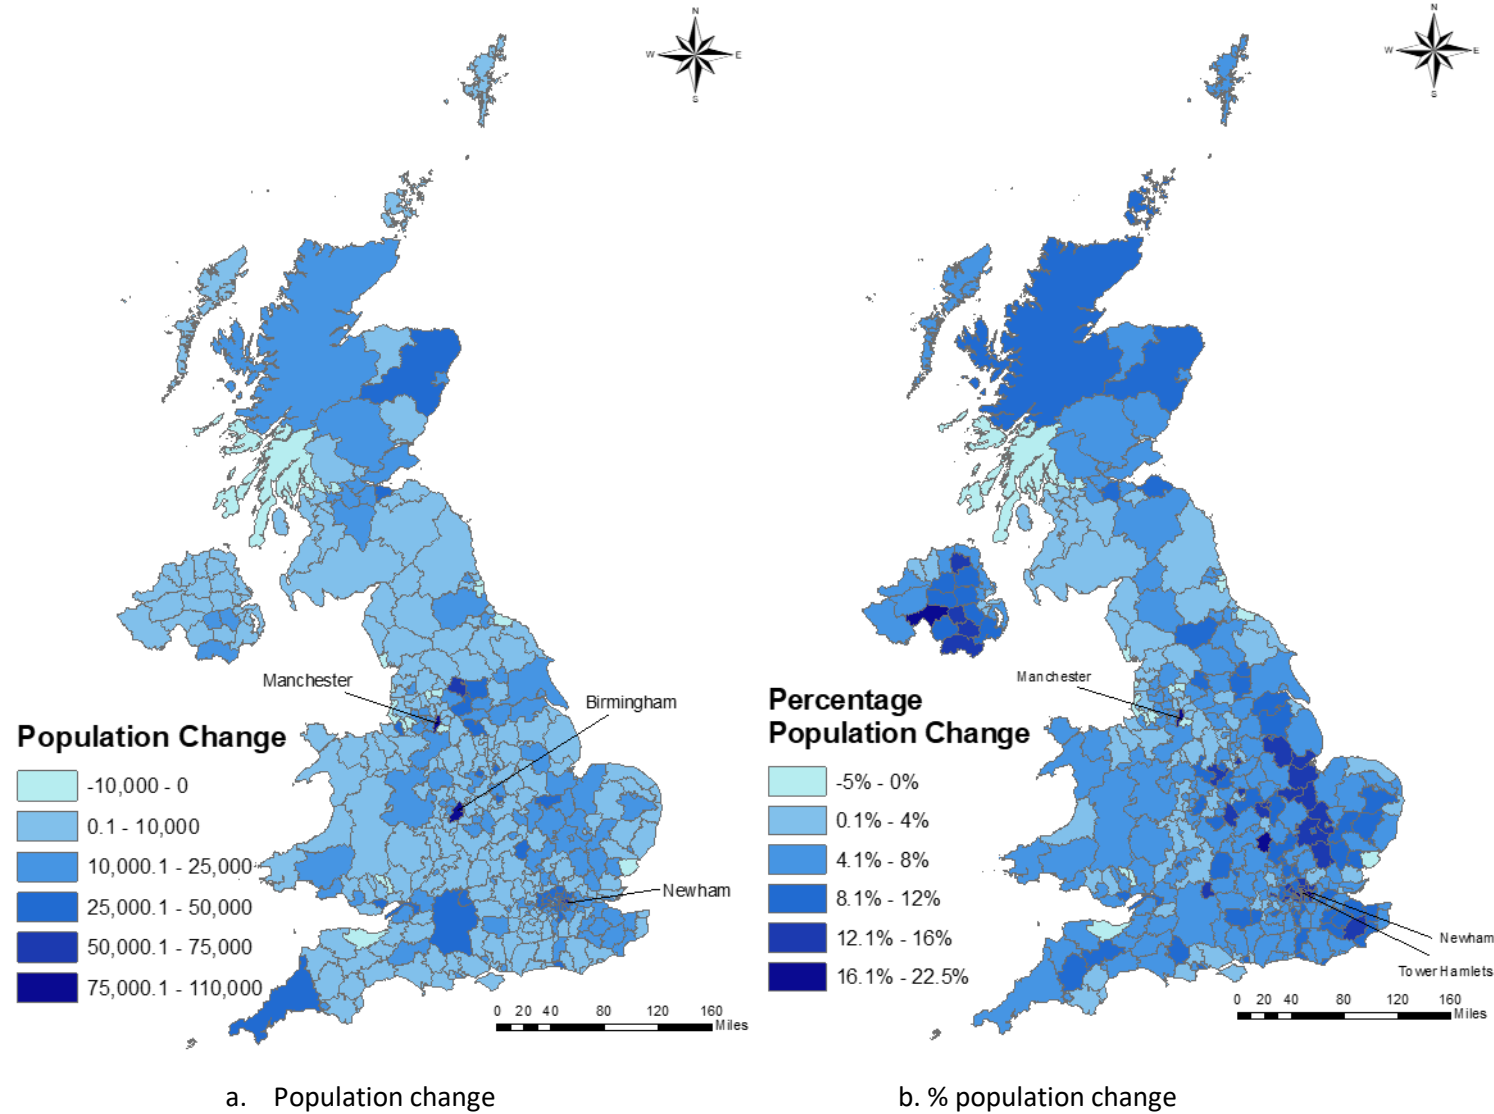 N
W E
S
Manchester
Birmingham
Population Change
-10,000 - 0
0.1 - 10,000
10,000.1 - 25,000
25,000.1 - 50,000
50,000.1 - 75,000
75,000.1 - 110,000
Newham
0 20 40 80 120 160
Miles
a. Population change
N
W E
S
Manchester
Percentage
Population Change
-5% - 0%
0.1% - 4%
4.1% - 8%
8.1% - 12%
12.1% - 16%
16.1% - 22.5%
Newham
Tower Hamlets
0 20 40 80 120 160
Miles
b. % population change